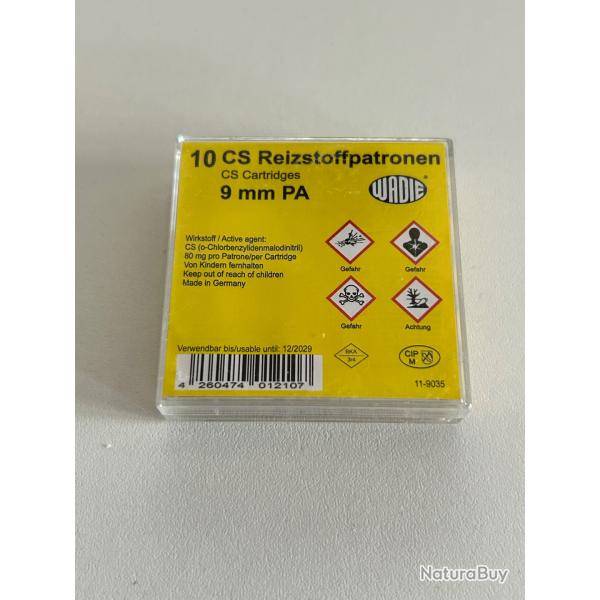 10 CS Reizstoffpatronen
CS Cartridges
9 mm PA
WADIE ®
Wirkstoff / Active agent:
CS (o-Chlorbenzylidenmalodinitril)
80 mg pro Patrone/per Cartridge
Von Kindern fernhalten
Keep out of reach of children
Made in Germany
Gefahr
Gefahr
Gefahr
Achtung
Verwendbar bis/usable until: 12/2029
4 260474 012107
BKA
CIP
M
11-9035
NaturaBuy